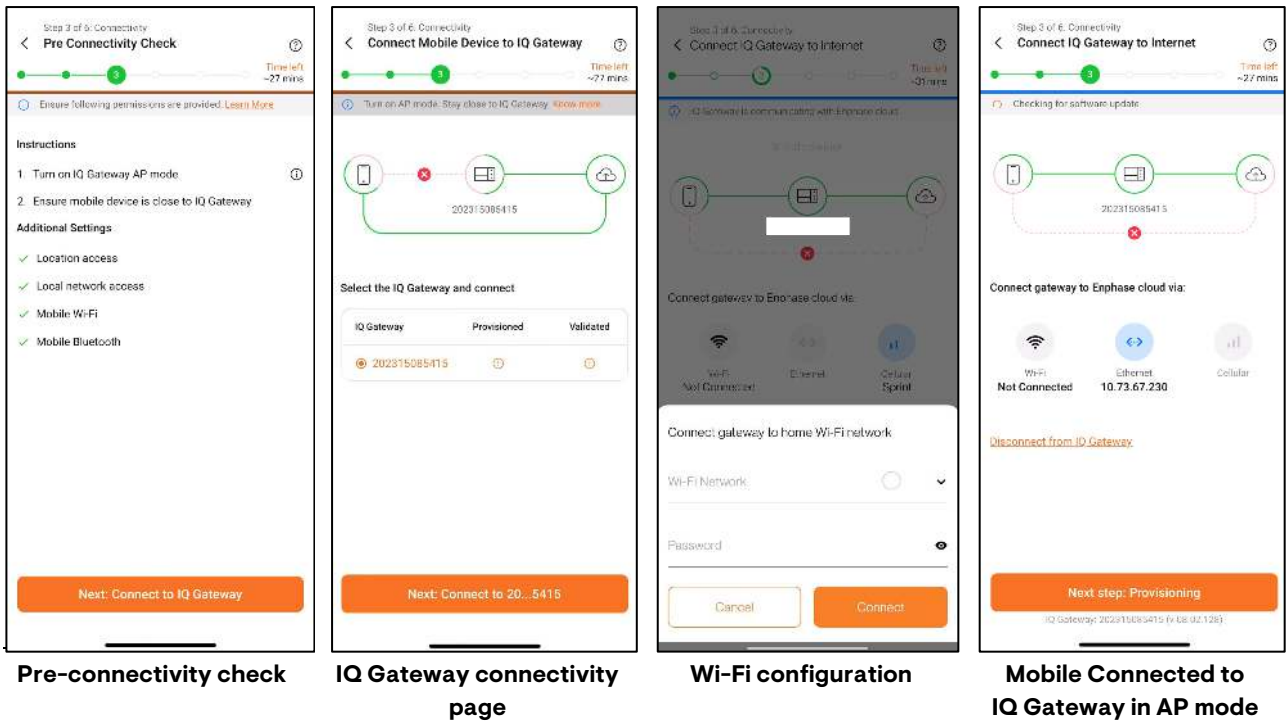 Step 3 of 6: Connectivity
Pre Connectivity Check
3
Time left
~27 mins
Ensure following permissions are provided. Learn More
Instructions
1. Turn on IQ Gateway AP mode
2. Ensure mobile device is close to IQ Gateway
Additional Settings
Location access
Local network access
Mobile Wi-Fi
Mobile Bluetooth
Next: Connect to IQ Gateway
Pre-connectivity check
Step 3 of 6: Connectivity
Connect Mobile Device to IQ Gateway
3
Time left
~27 mins
Turn on AP mode. Stay close to IQ Gateway. Know more
202315085415
Select the IQ Gateway and connect
IQ Gateway Provisioned Validated
202315085415
Next: Connect to 20...5415
IQ Gateway connectivity
page
Step 3 of 6: Connectivity
Connect IQ Gateway to Internet
3
Time left
~31 mins
IQ Gateway is communicating with Enphase cloud
Connect gateway to Enphase cloud via:
Wi-Fi Ethernet Cellular
Not Connected Sprint
Connect gateway to home Wi-Fi network
Wi-Fi Network
Password
Cancel Connect
Wi-Fi configuration
Step 3 of 6: Connectivity
Connect IQ Gateway to Internet
3
Time left
~27 mins
Checking for software update
202315085415
Connect gateway to Enphase cloud via:
Wi-Fi Ethernet Cellular
Not Connected 10.73.67.230
Disconnect from IQ Gateway
Next step: Provisioning
IQ Gateway: 202315085415 (v 08.02.128)
Mobile Connected to
IQ Gateway in AP mode